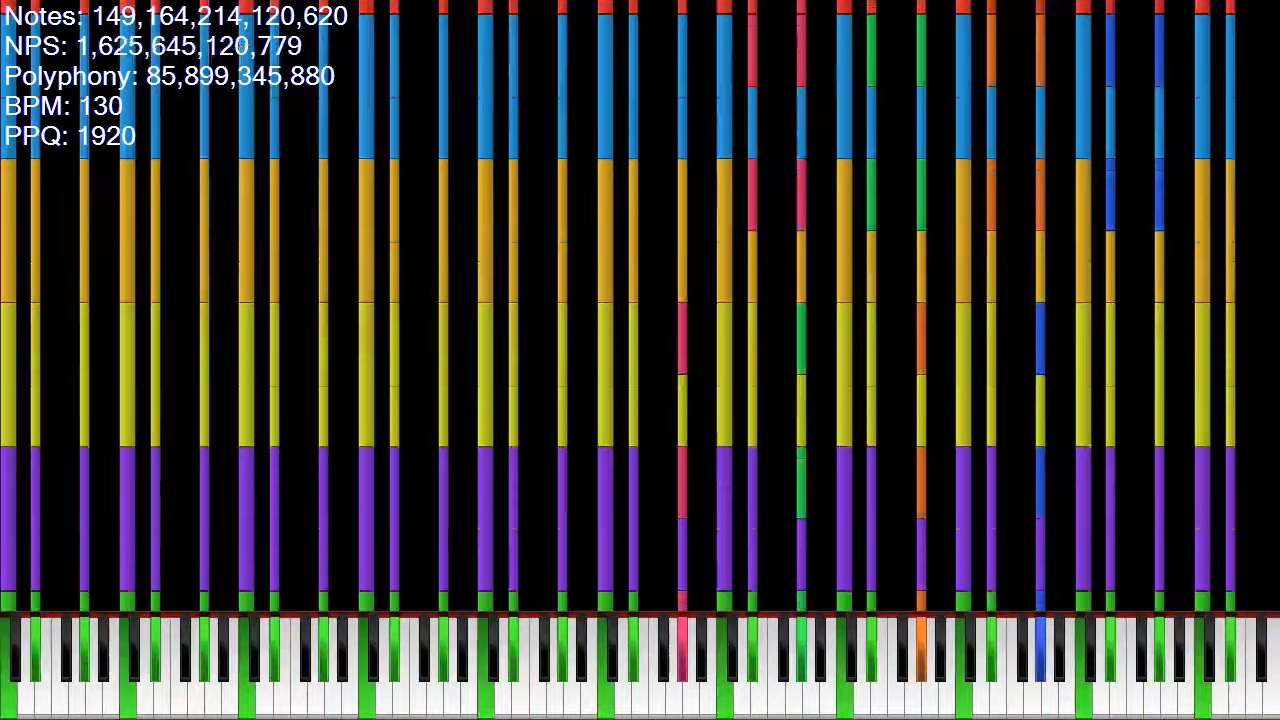 Notes: 149,164,214,120,620
NPS: 1,625,645,120,779
Polyphony: 85,899,345,880
BPM: 130
PPQ: 1920